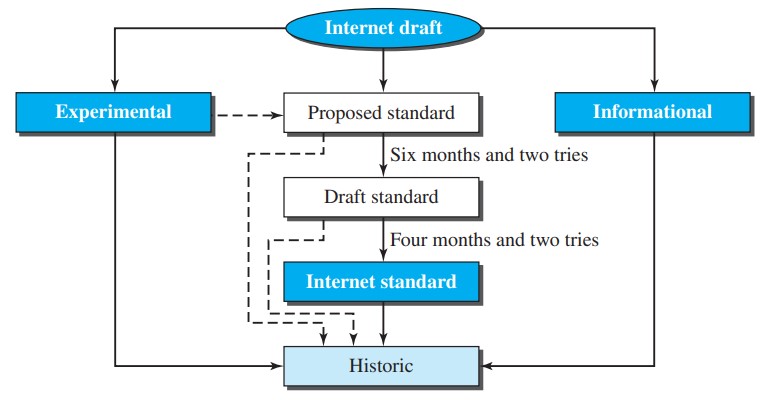 Internet draft
Experimental
Proposed standard
Informational
Six months and two tries
Draft standard
Four months and two tries
Internet standard
Historic